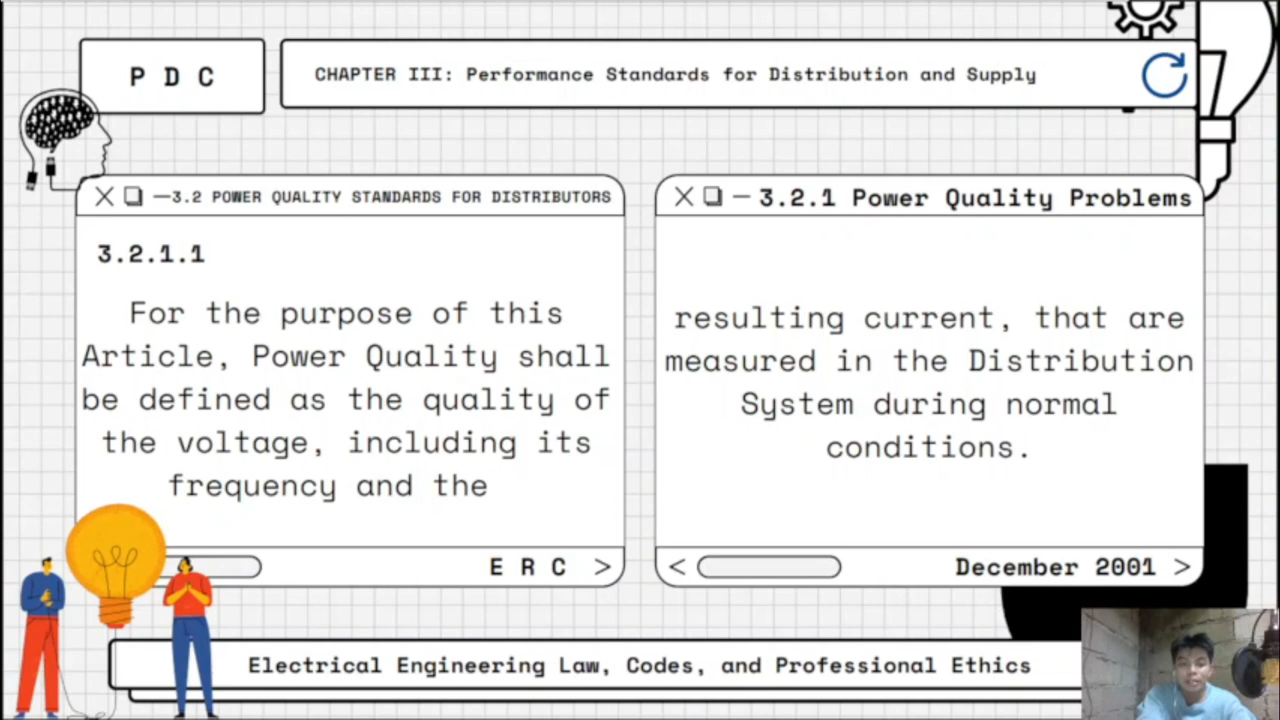 P D C
CHAPTER III: Performance Standards for Distribution and Supply
3.2 POWER QUALITY STANDARDS FOR DISTRIBUTORS
3.2.1.1
For the purpose of this
Article, Power Quality shall
be defined as the quality of
the voltage, including its
frequency and the
E R C >
3.2.1 Power Quality Problems
resulting current, that are
measured in the Distribution
System during normal
conditions.
< December 2001 >
Electrical Engineering Law, Codes, and Professional Ethics